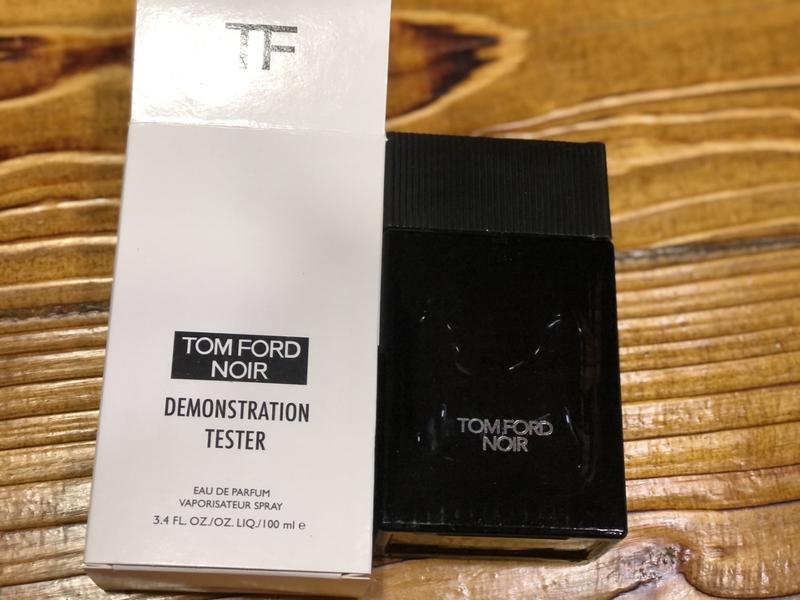 TF
TOM FORD
NOIR
DEMONSTRATION
TESTER
EAU DE PARFUM
VAPORISATEUR SPRAY
3.4 FL. OZ./OZ. LIQ./100 ml e
TOM FORD
NOIR